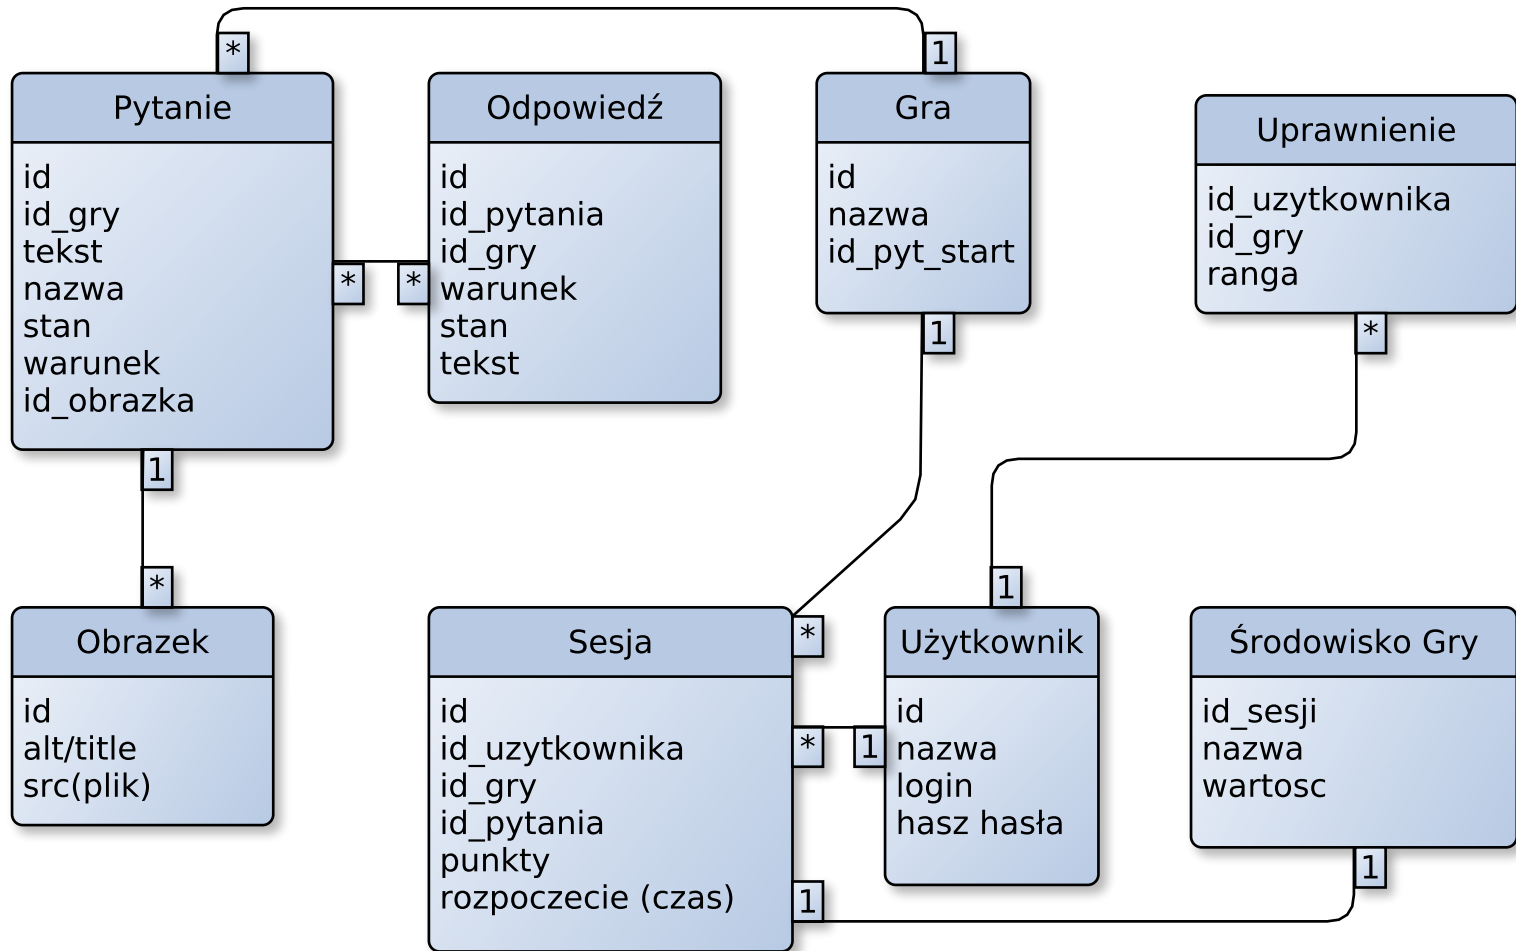 *
1
Pytanie
id
id_gry
tekst
nazwa
stan
warunek
id_obrazka
*
*
1
Odpowiedź
id
id_pytania
id_gry
warunek
stan
tekst
Gra
id
nazwa
id_pyt_start
1
Uprawnienie
id_uzytkownika
id_gry
ranga
*
*
Obrazek
id
alt/title
src(plik)
Sesja
id
id_uzytkownika
id_gry
id_pytania
punkty
rozpoczecie (czas)
*
*
1
1
1
Użytkownik
id
nazwa
login
hasz hasła
Środowisko Gry
id_sesji
nazwa
wartosc
1